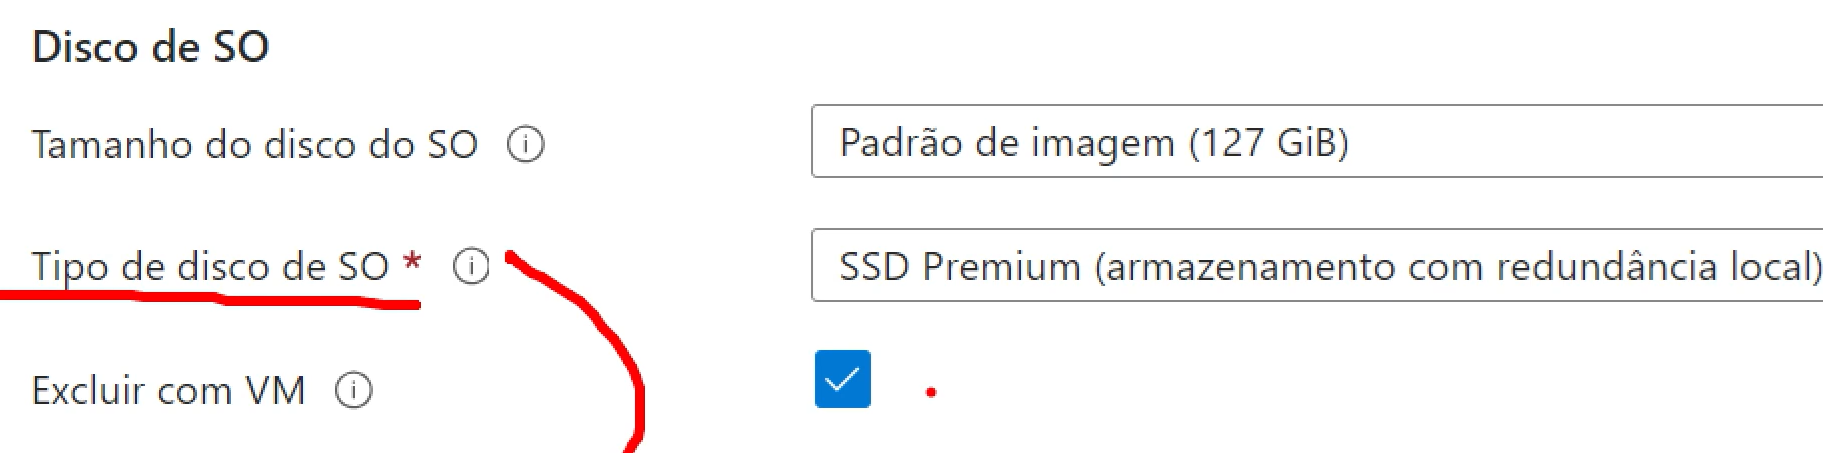 Disco de SO
Tamanho do disco do SO
Padrão de imagem (127 GiB)
Tipo de disco de SO *
SSD Premium (armazenamento com redundância local)
Excluir com VM